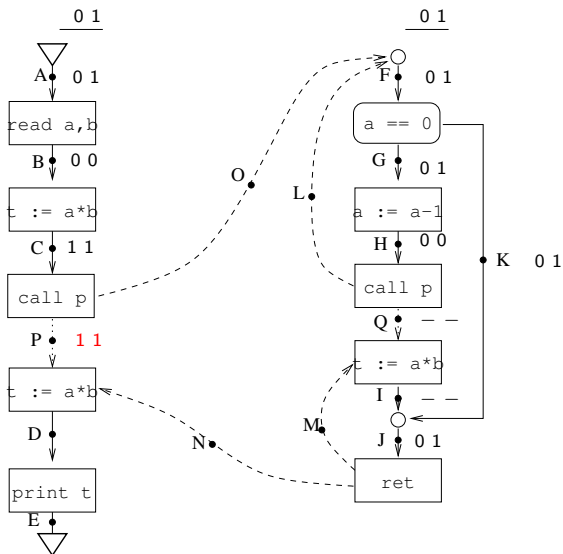 0 1
A 0 1
read a,b
B 0 0
t := a*b
C 1 1
call p
P 1 1
t := a*b
D
print t
E
O
L
N
M
0 1
F 0 1
a == 0
G 0 1
a := a-1
H 0 0
K 0 1
call p
Q – –
t := a*b
I – –
J 0 1
ret